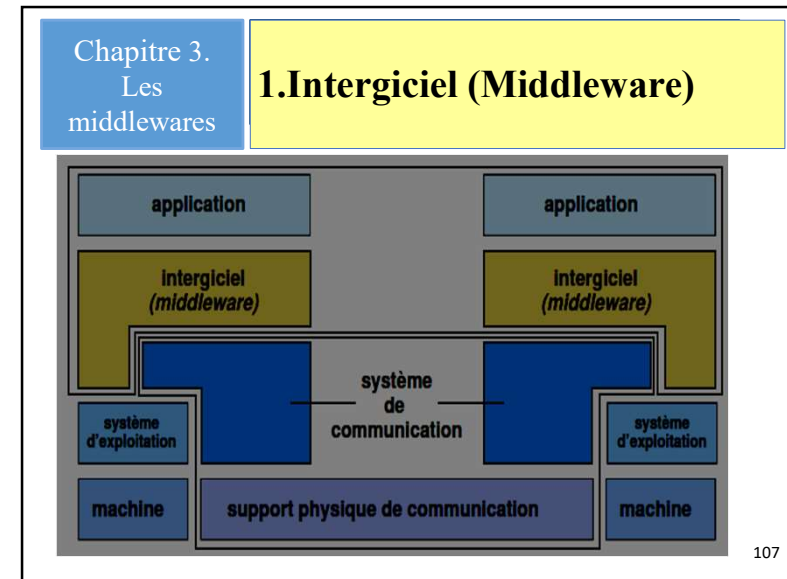 Chapitre 3.
Les
middlewares
1.Intergiciel (Middleware)
application
application
intergiciel
(middleware)
intergiciel
(middleware)
système
de
communication
système
d'exploitation
système
d'exploitation
machine
support physique de communication
machine
107